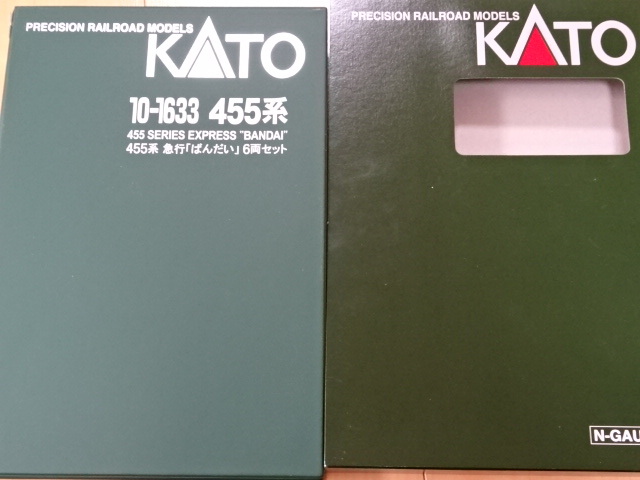 PRECISION RAILROAD MODELS
KATO
10-1633 455系
455 SERIES EXPRESS "BANDAI"
455系 急行「ばんだい」6両セット
PRECISION RAILROAD MODELS
KATO
N-GAU